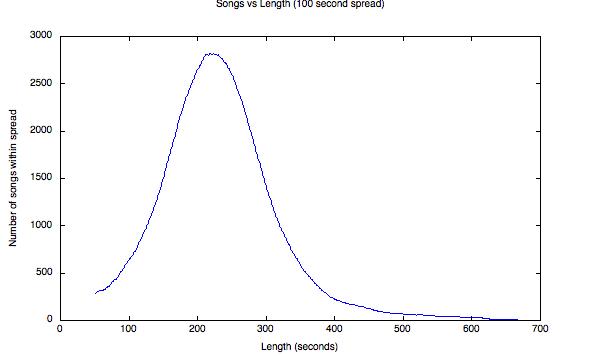 Songs vs Length (100 second spread)
3000
2500
2000
1500
1000
500
0
Number of songs within spread
0 100 200 300 400 500 600 700
Length (seconds)